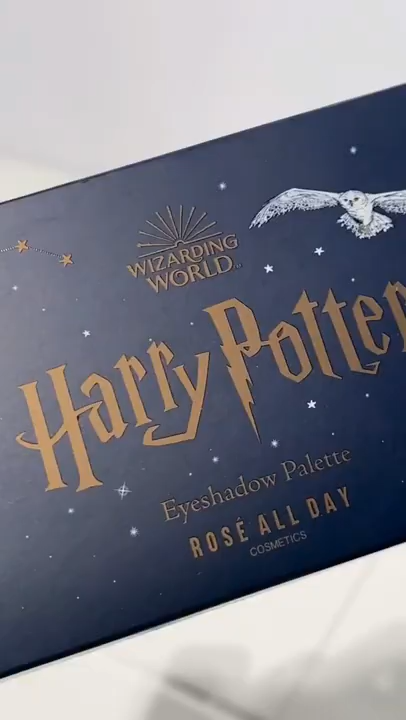 WIZARDING
WORLD
Harry Potter
Eyeshadow Palette
ROSÉ ALL DAY
COSMETICS